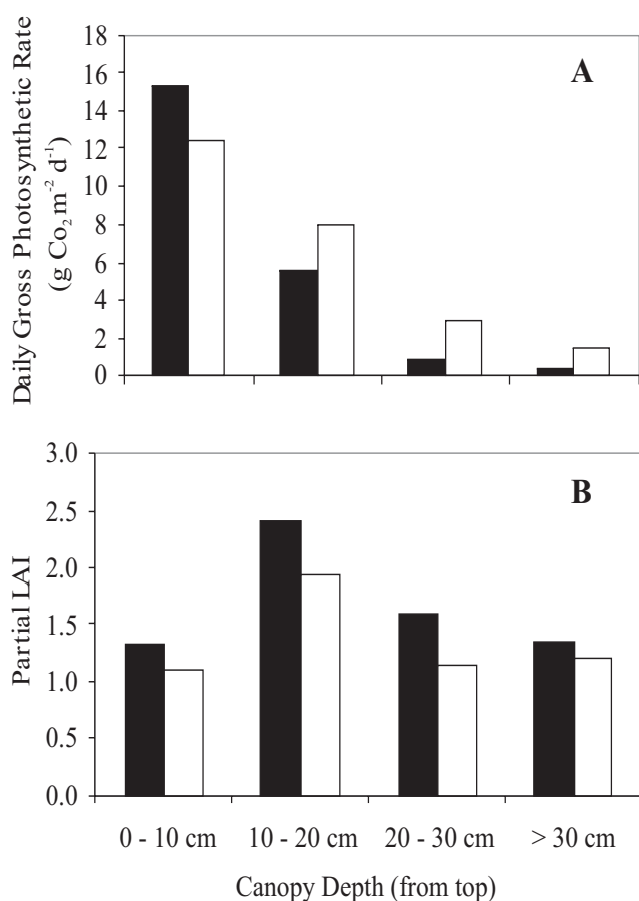 Daily Gross Photosynthetic Rate
(g Co₂ m⁻² d⁻¹)
18
16
14
12
10
8
6
4
2
0
A
Partial LAI
3.0
2.5
2.0
1.5
1.0
0.5
0.0
B
0 - 10 cm 10 - 20 cm 20 - 30 cm > 30 cm
Canopy Depth (from top)